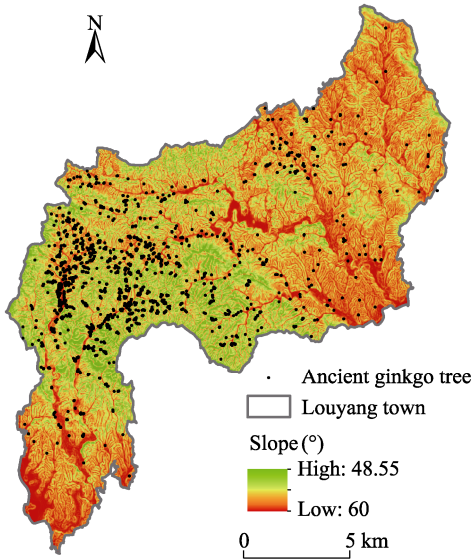 N
Ancient ginkgo tree
Louyang town
Slope (°)
High: 48.55
Low: 60
0 5 km